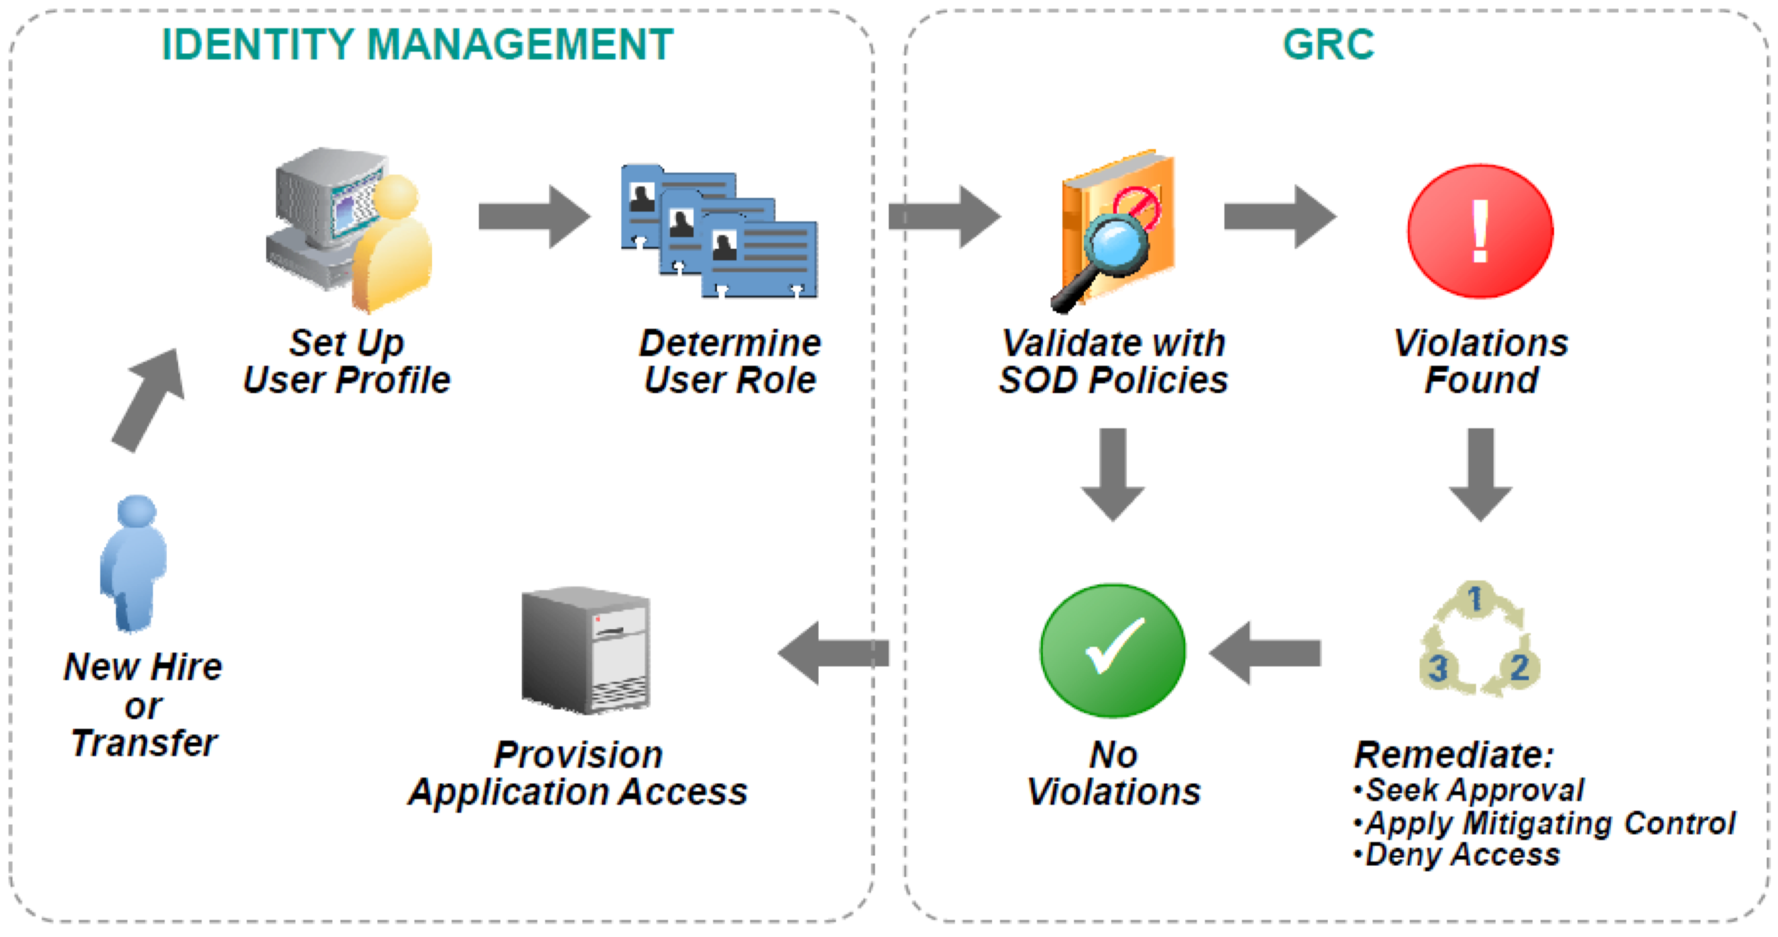 IDENTITY MANAGEMENT
GRC
Set Up
User Profile
Determine
User Role
Validate with
SOD Policies
!
Violations
Found
New Hire
or
Transfer
Provision
Application Access
No
Violations
1
2
3
Remediate:
•Seek Approval
•Apply Mitigating Control
•Deny Access